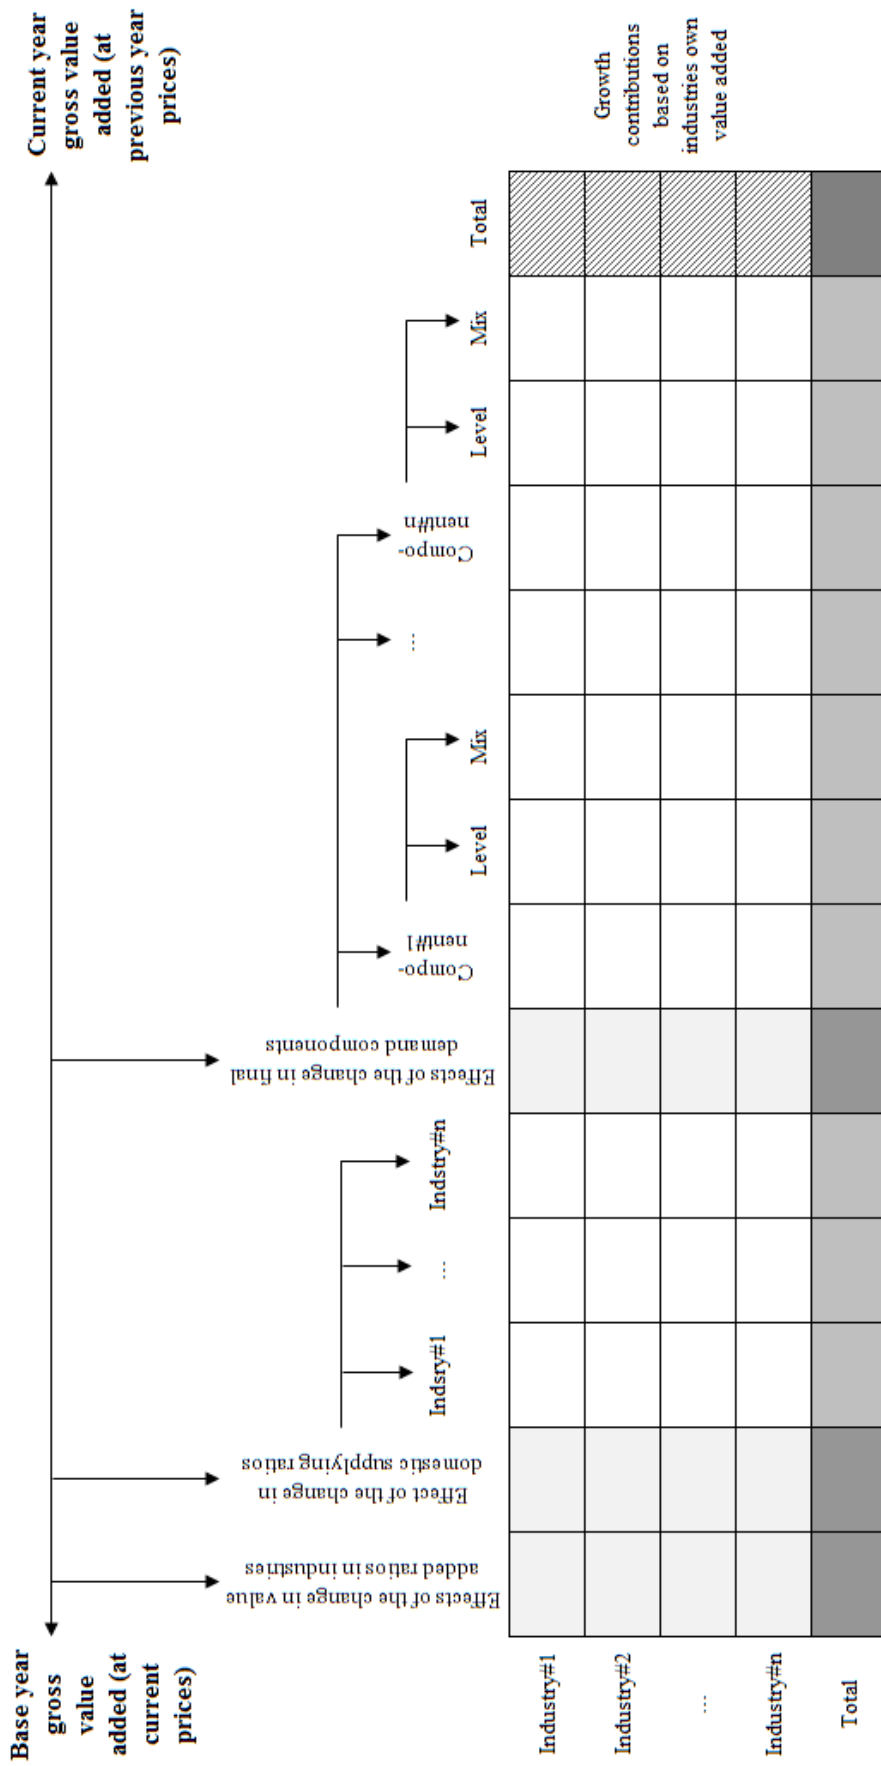 Base year
gross
value
added (at
current
prices)
Current year
gross value
added (at
previous year
prices)
Effects of the change in value
added ratios in industries
Effect of the change in
domestic supplying ratios
Indsry#1
...
Indstry#n
Effects of the change in final
demand components
Compo-
nent#1
Level
Mix
...
Compo-
nent#n
Level
Mix
Total
Industry#1
Industry#2
...
Industry#n
Total
Growth
contributions
based on
industries own
value added